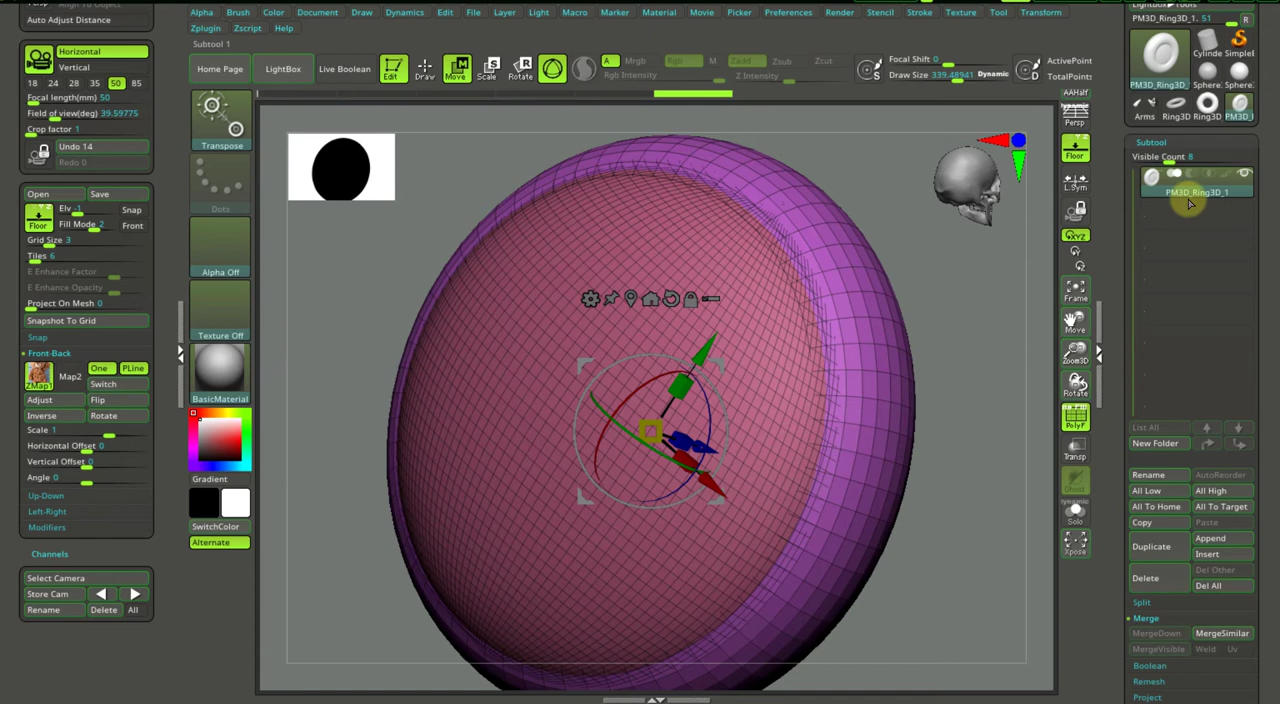 Auto Adjust Distance
Horizontal
Vertical
18 24 28 35 50 85
Focal length(mm) 50
Field of view(deg) 39.59775
Crop factor 1
Undo 14
Redo 0
Open Save
Elv -1 Snap
Floor Fill Mode 2 Front
Grid Size 3
Tiles 6
E Enhance Factor
E Enhance Opacity
Project On Mesh 0
Snapshot To Grid
Snap
Front-Back
Map2 One PLine
ZMap1 Switch
Adjust Flip
Inverse Rotate
Scale 1
Horizontal Offset 0
Vertical Offset 0
Angle 0
Up-Down
Left-Right
Modifiers
Channels
Select Camera
Store Cam
Rename Delete All
Alpha Brush Color Document Draw Dynamics Edit File Layer Light Macro Marker Material Movie Picker Preferences Render Stencil Stroke Texture Tool Transform
Zplugin Zscript Help
Subtool 1
Home Page LightBox Live Boolean Edit Draw Move Scale Rotate
A Mrgb Rgb M Zadd Zsub Zcut
Rgb Intensity Z Intensity
Focal Shift 0
Draw Size 339.48941 Dynamic
S D
ActivePoint
TotalPoints
Transpose
Dots
Alpha Off
Texture Off
BasicMaterial
Gradient
SwitchColor
Alternate
AAHalf
Persp
Floor
L.Sym
XYZ
Y
Z
Frame
Move
Zoom3D
Rotate
PolyF
Transp
Ghost
dynamic
Solo
Xpose
PM3D_Ring3D_1. 51 R
Cylinde SimpleB
PM3D_Ring3D_ Sphere. Sphere.
Arms Ring3D Ring3D PM3D_I
Subtool
Visible Count 8
PM3D_Ring3D_1
List All
New Folder
Rename AutoReorder
All Low All High
All To Home All To Target
Copy Paste
Duplicate Append
Insert
Delete Del Other
Del All
Split
Merge
MergeDown MergeSimilar
MergeVisible Weld Uv
Boolean
Remesh
Project